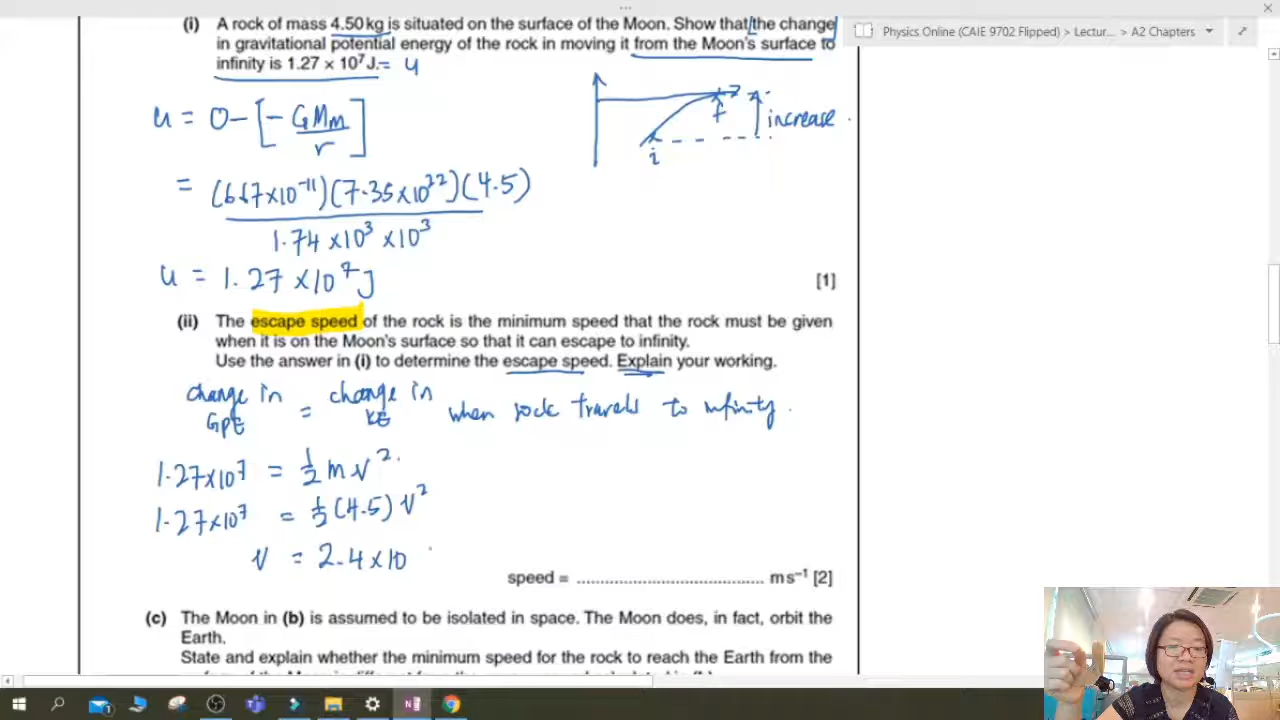 Physics Online (CAIE 9702 Flipped) > Lectur... > A2 Chapters
(i) A rock of mass 4.50 kg is situated on the surface of the Moon. Show that the change
in gravitational potential energy of the rock in moving it from the Moon's surface to
infinity is 1.27 × 10⁷ J. = u
u = 0 - [- GMm / r]
f
increase
i
= (6.67×10⁻¹¹)(7.35×10²²)(4.5)
1.74 ×10³ ×10³
u = 1.27 ×10⁷ J
[1]
(ii) The escape speed of the rock is the minimum speed that the rock must be given
when it is on the Moon's surface so that it can escape to infinity.
Use the answer in (i) to determine the escape speed. Explain your working.
change in GPE = change in KE when rock travels to infinity.
1.27×10⁷ = ½ m v².
1.27×10⁷ = ½ (4.5) v²
v = 2.4 ×10
speed = ........................................ m s⁻¹ [2]
(c) The Moon in (b) is assumed to be isolated in space. The Moon does, in fact, orbit the
Earth.
State and explain whether the minimum speed for the rock to reach the Earth from the